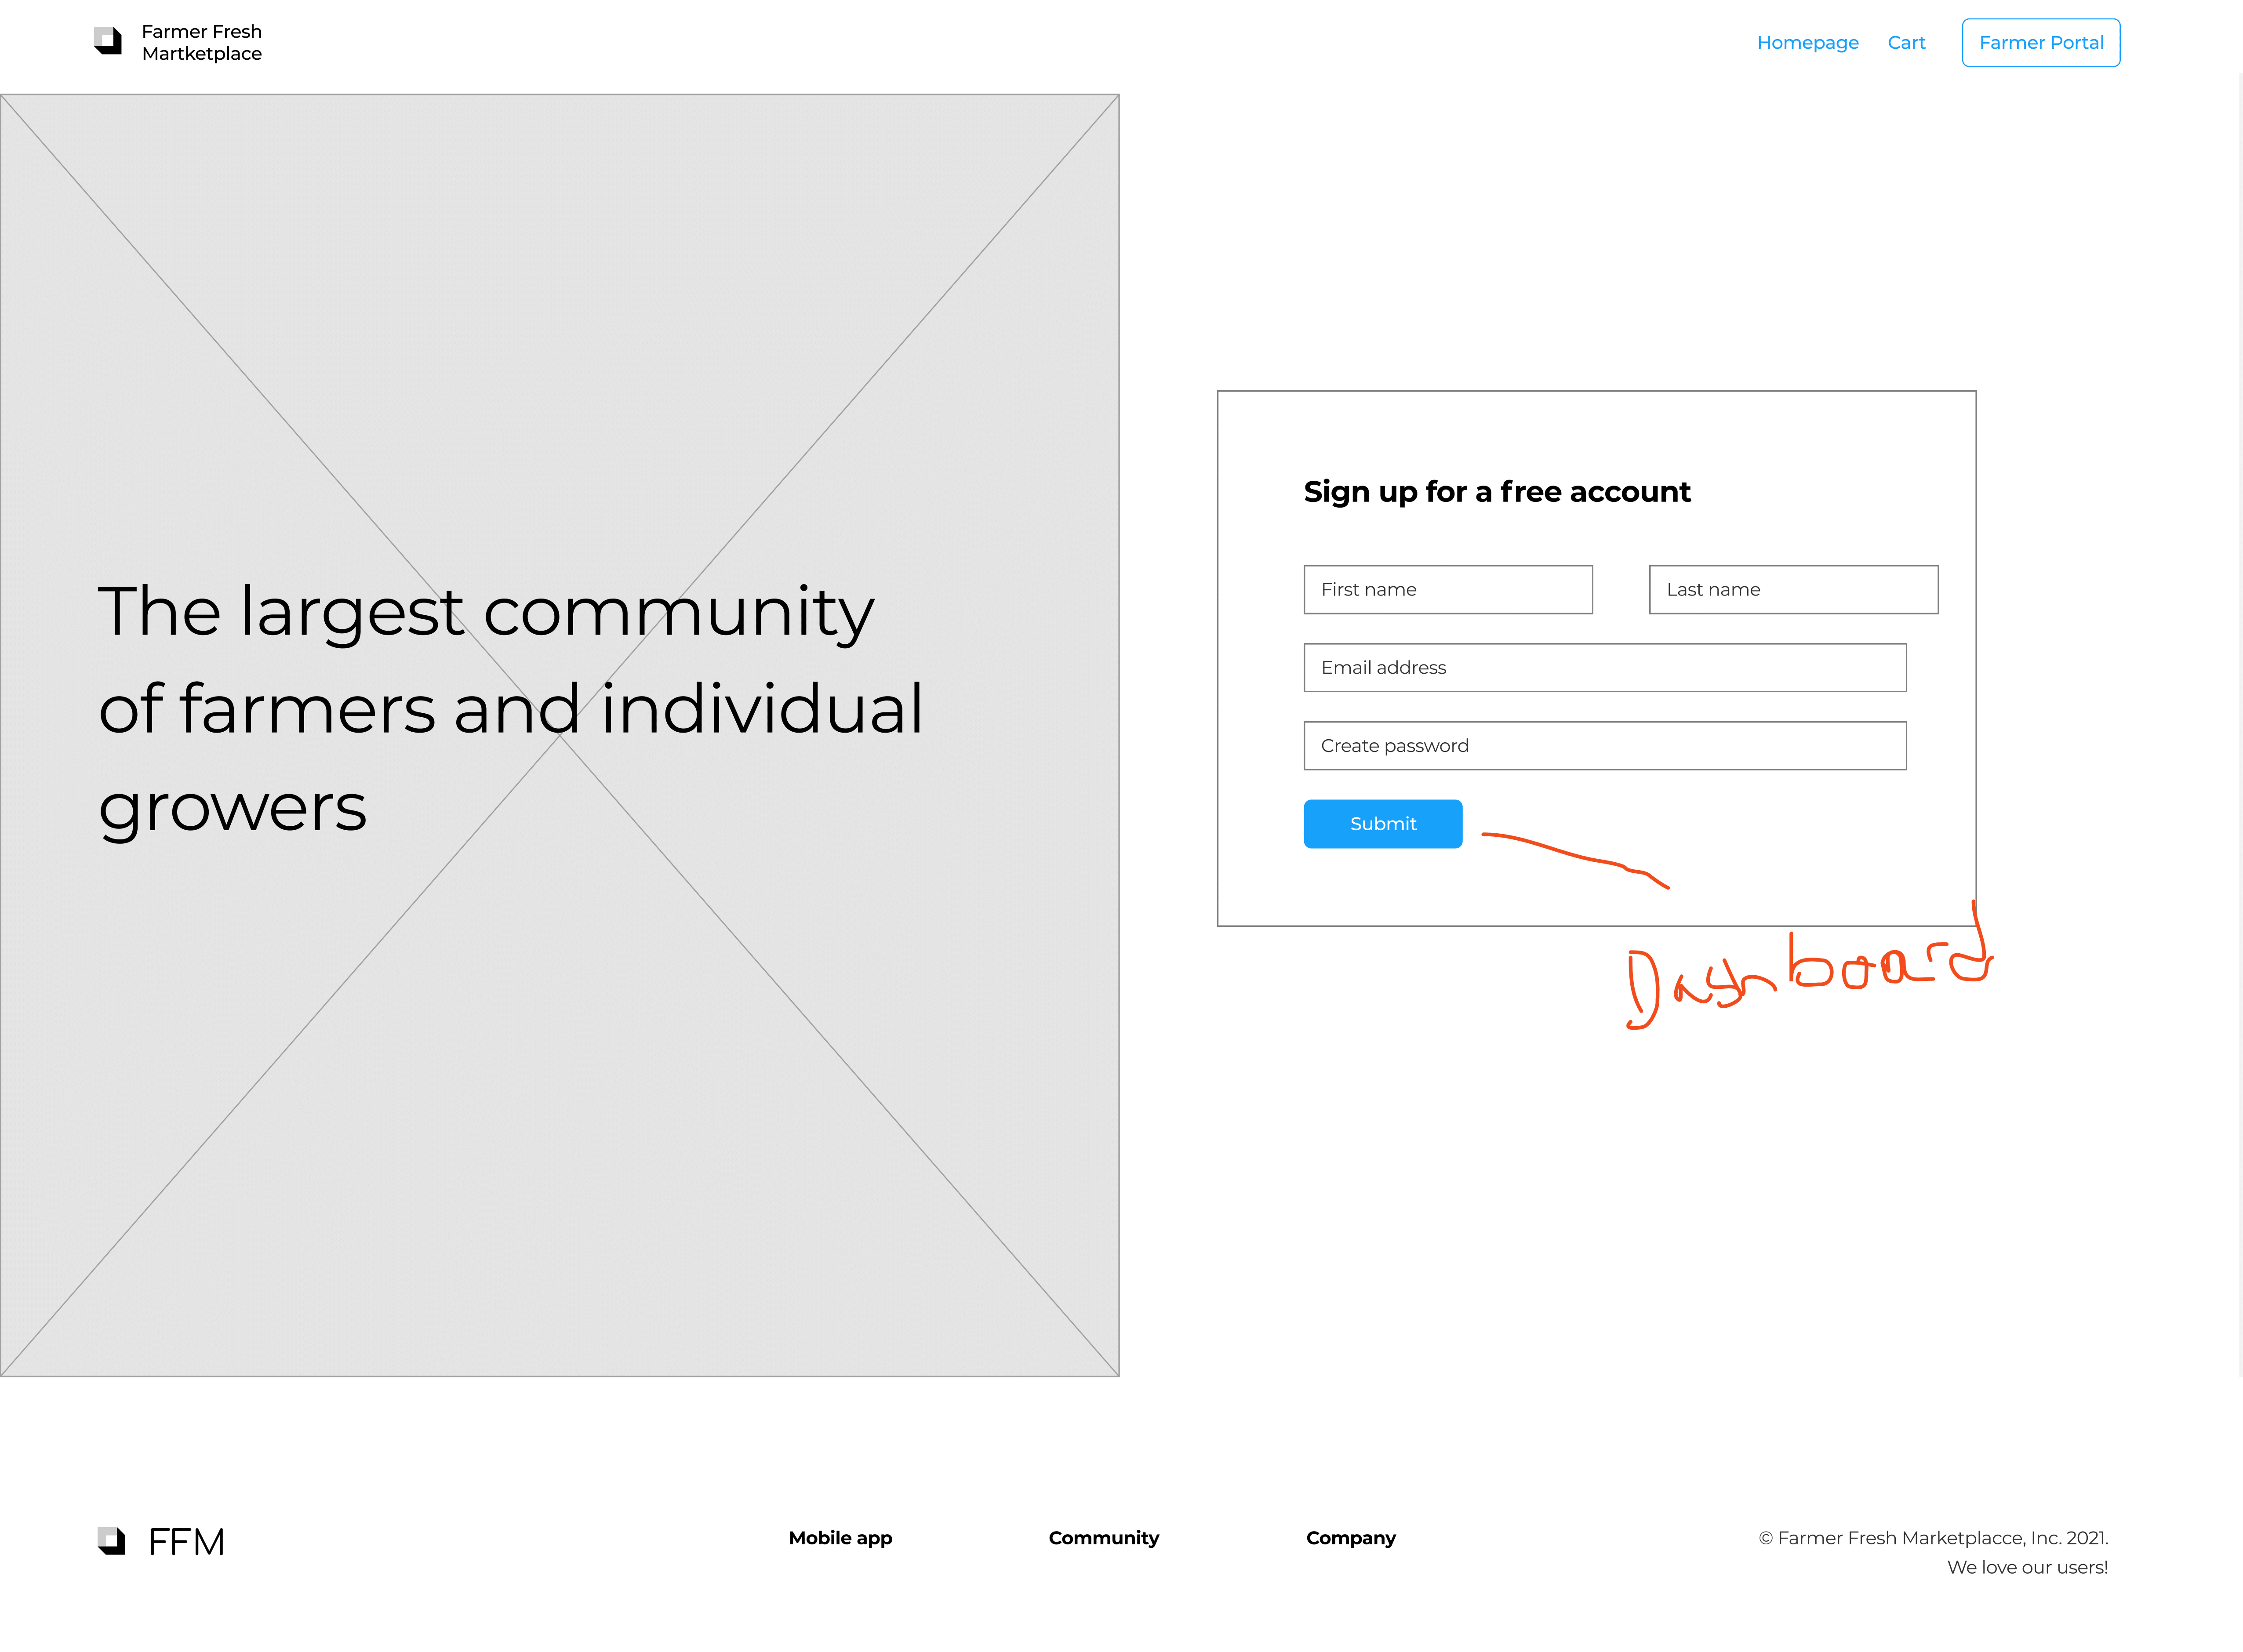 Farmer Fresh
Martketplace
Homepage Cart Farmer Portal
The largest community
of farmers and individual
growers
Sign up for a free account
First name Last name
Email address
Create password
Submit
Dashboard
FFM
Mobile app Community Company
© Farmer Fresh Marketplacce, Inc. 2021.
We love our users!